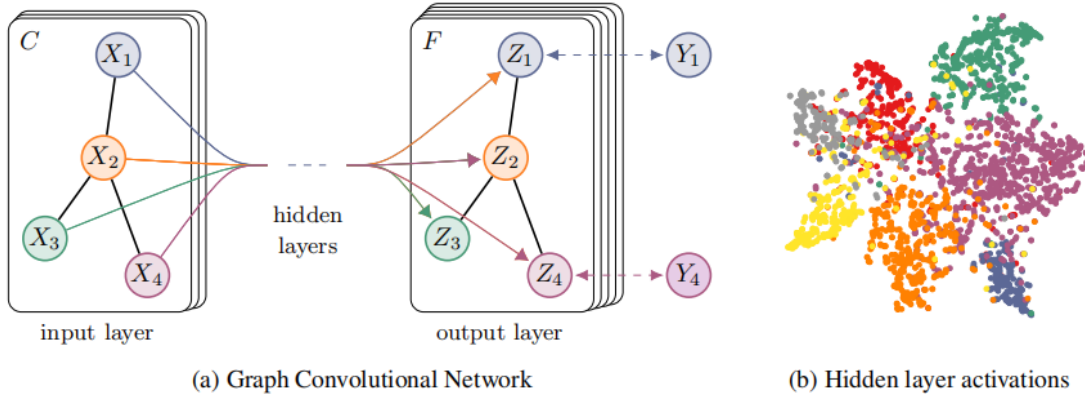 C
X₁
X₂
X₃
X₄
input layer
hidden
layers
F
Z₁
Z₂
Z₃
Z₄
output layer
Y₁
Y₄
(a) Graph Convolutional Network
(b) Hidden layer activations